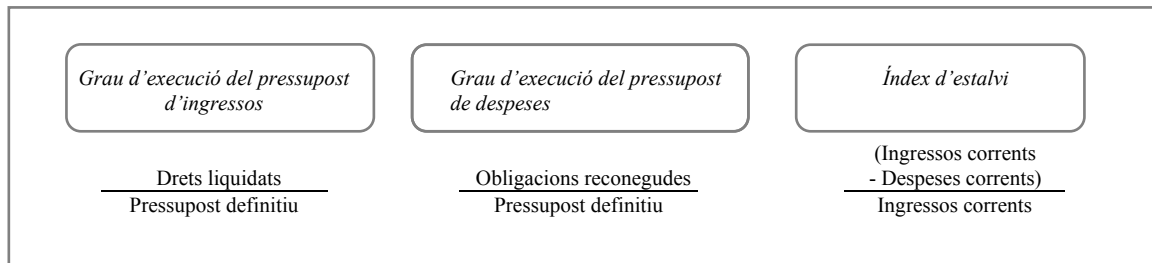 Grau d'execució del pressupost
d'ingressos
Drets liquidats
Pressupost definitiu
Grau d'execució del pressupost
de despeses
Obligacions reconegudes
Pressupost definitiu
Índex d'estalvi
(Ingressos corrents
- Despeses corrents)
Ingressos corrents